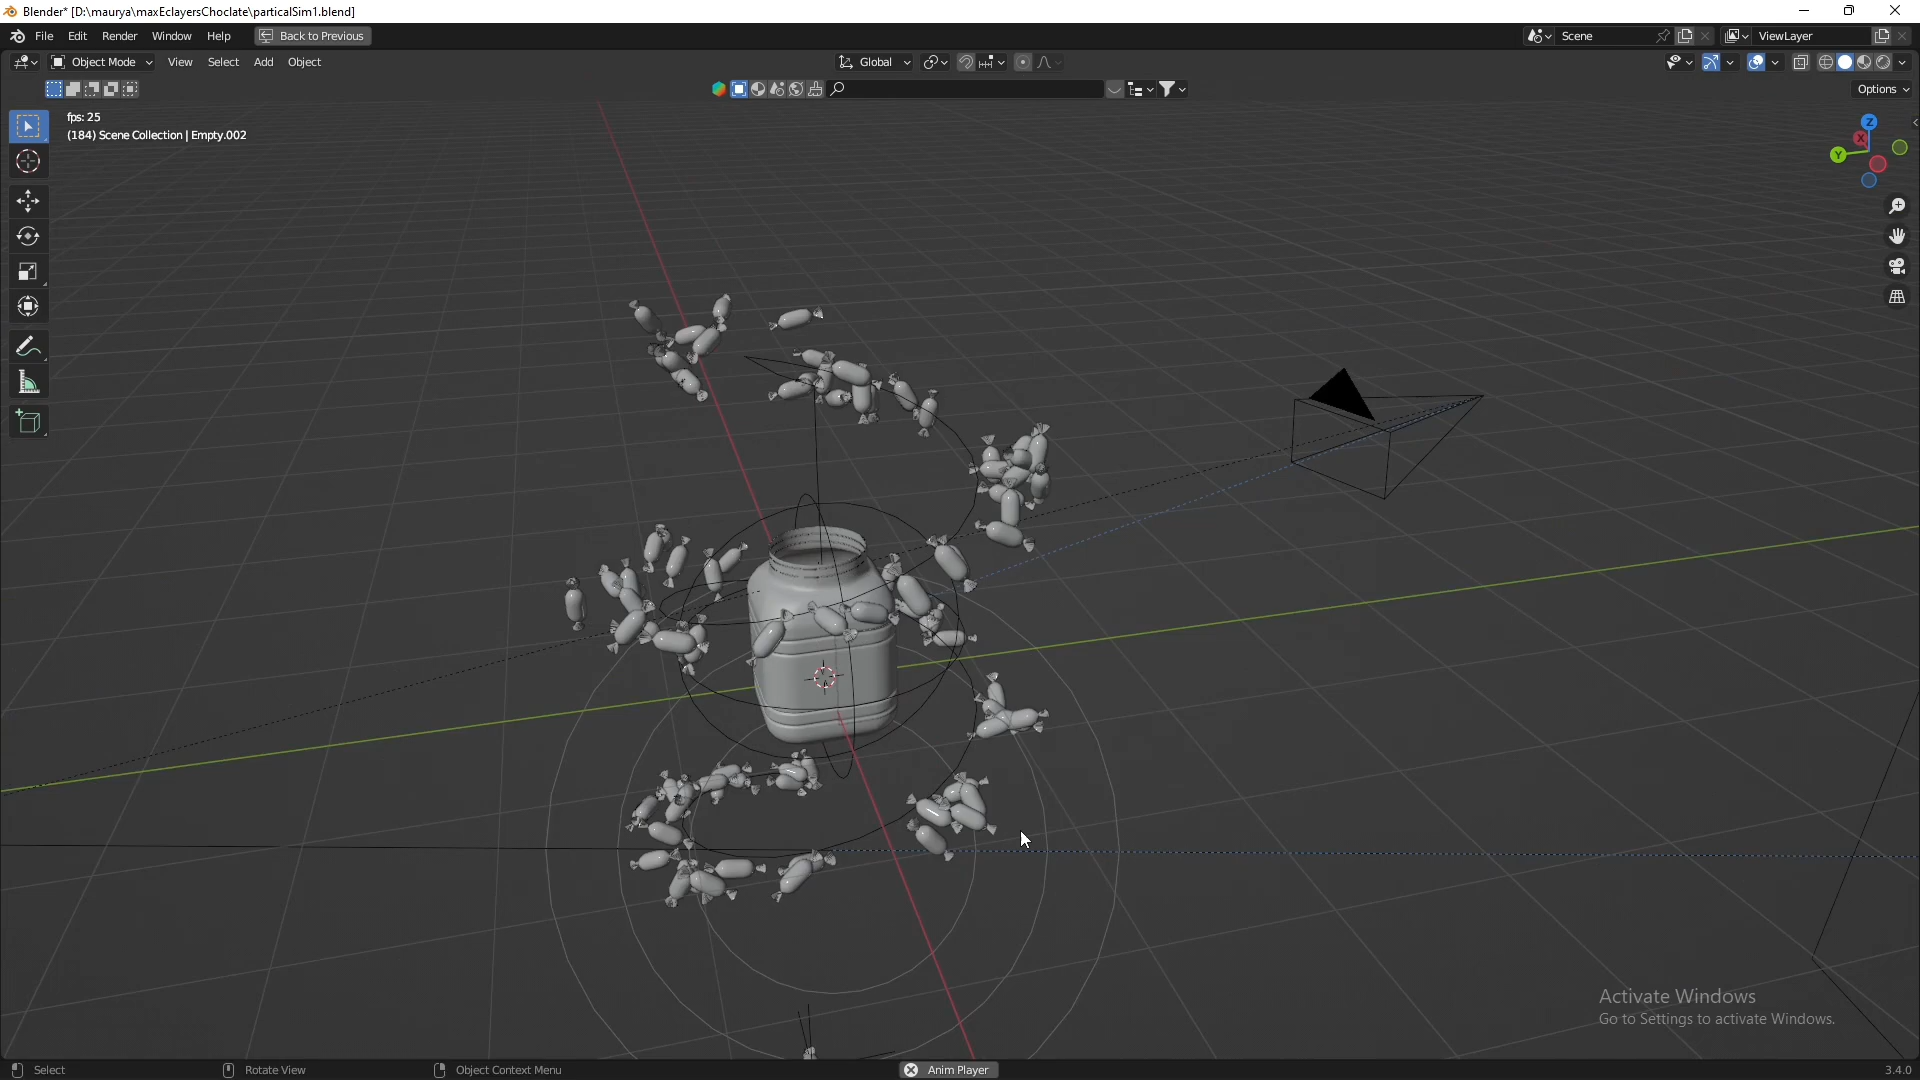 Blender* [D:\maurya\maxEclayersChoclate\particalSim1.blend]
File Edit Render Window Help Back to Previous Scene ViewLayer
Object Mode View Select Add Object Global
Options
fps: 25
(184) Scene Collection | Empty.002
Z
X
Y
Activate Windows
Go to Settings to activate Windows.
Select Rotate View Object Context Menu Anim Player 3.4.0